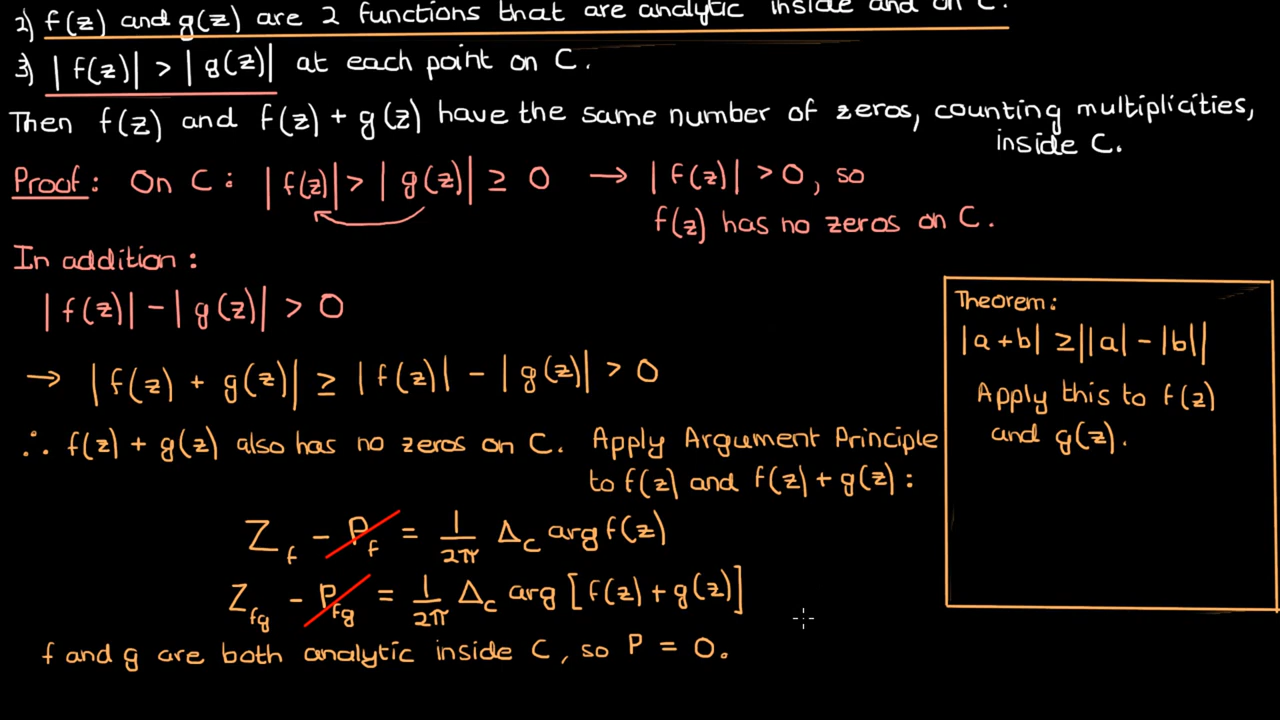 2) f(z) and g(z) are 2 functions that are analytic inside and on C.
3) |f(z)| > |g(z)| at each point on C.
Then f(z) and f(z) + g(z) have the same number of zeros, counting multiplicities,
inside C.
Proof: On C: |f(z)| > |g(z)| ≥ 0 → |f(z)| > 0, so
f(z) has no zeros on C.
In addition:
|f(z)| - |g(z)| > 0
→ |f(z) + g(z)| ≥ |f(z)| - |g(z)| > 0
∴ f(z) + g(z) also has no zeros on C. Apply Argument Principle
to f(z) and f(z) + g(z):
Z_f - P_f = 1/2π Δ_C arg f(z)
Z_fg - P_fg = 1/2π Δ_C arg [f(z) + g(z)]
f and g are both analytic inside C, so P = 0.
Theorem:
|a + b| ≥ ||a| - |b||
Apply this to f(z)
and g(z).